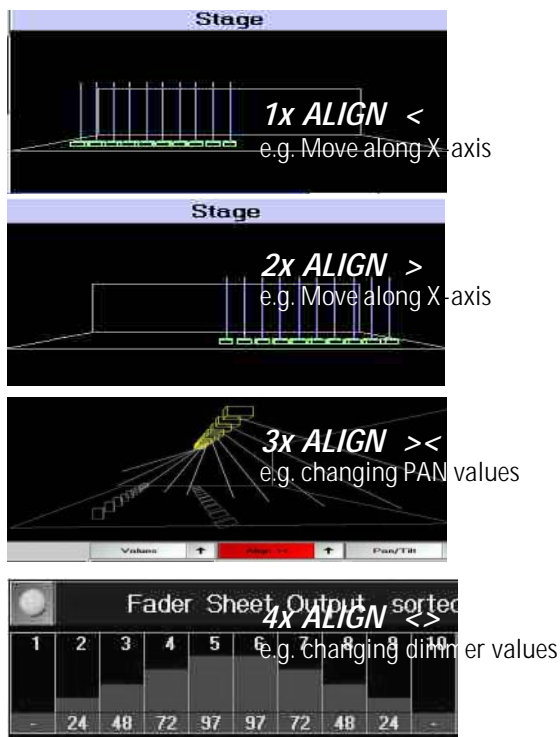 Stage
1x ALIGN <
e.g. Move along X-axis
Stage
2x ALIGN >
e.g. Move along X-axis
3x ALIGN ><
e.g. changing PAN values
Values Align >< Pan/Tilt
Fader Sheet Output sorted
4x ALIGN <>
1 2 3 4 5 6 7 8 9 10
e.g. changing dimmer values
- 24 48 72 97 97 72 48 24 -